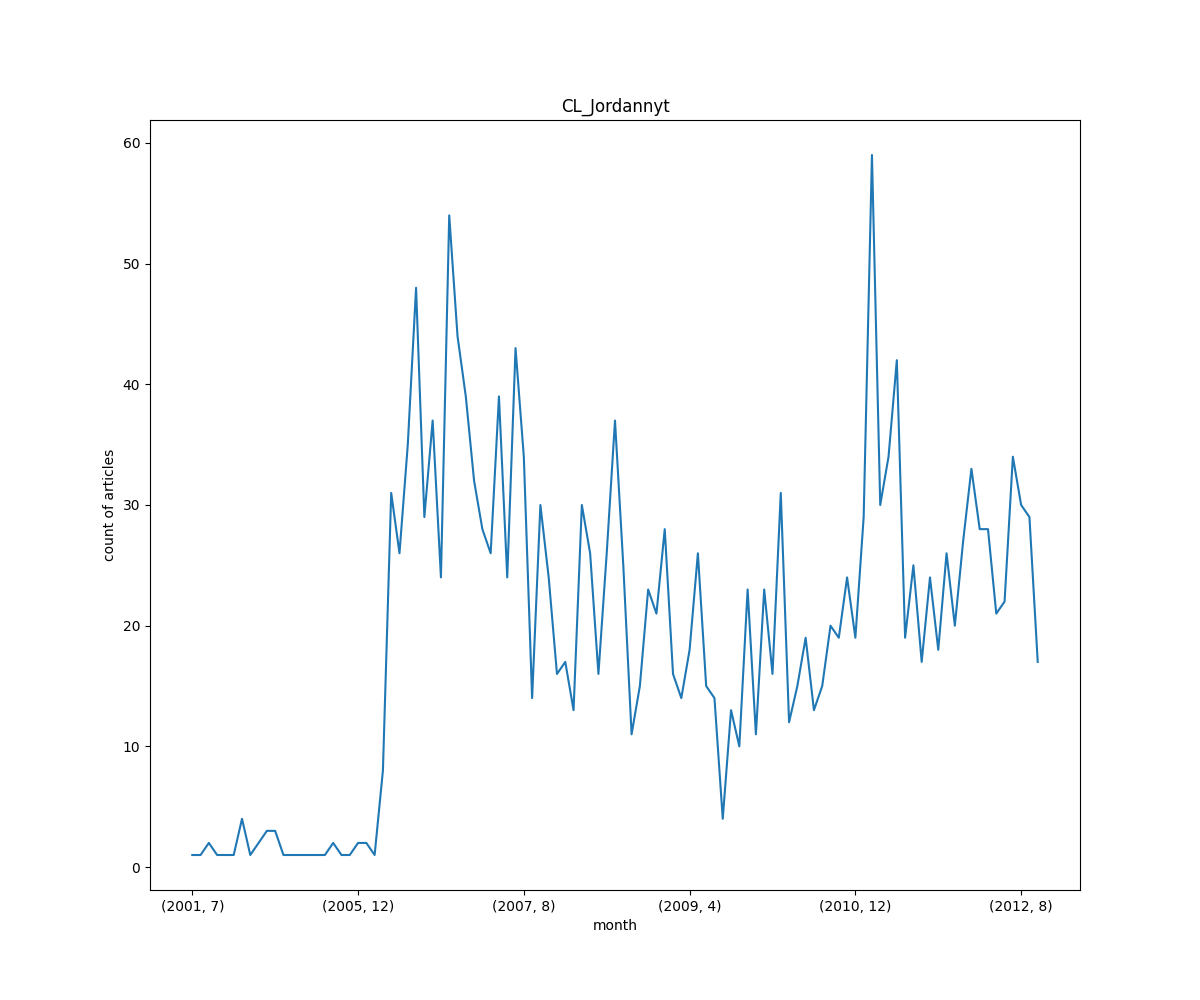 CL_Jordannyt
60
50
40
30
20
10
0
count of articles
(2001, 7) (2005, 12) (2007, 8) (2009, 4) (2010, 12) (2012, 8)
month